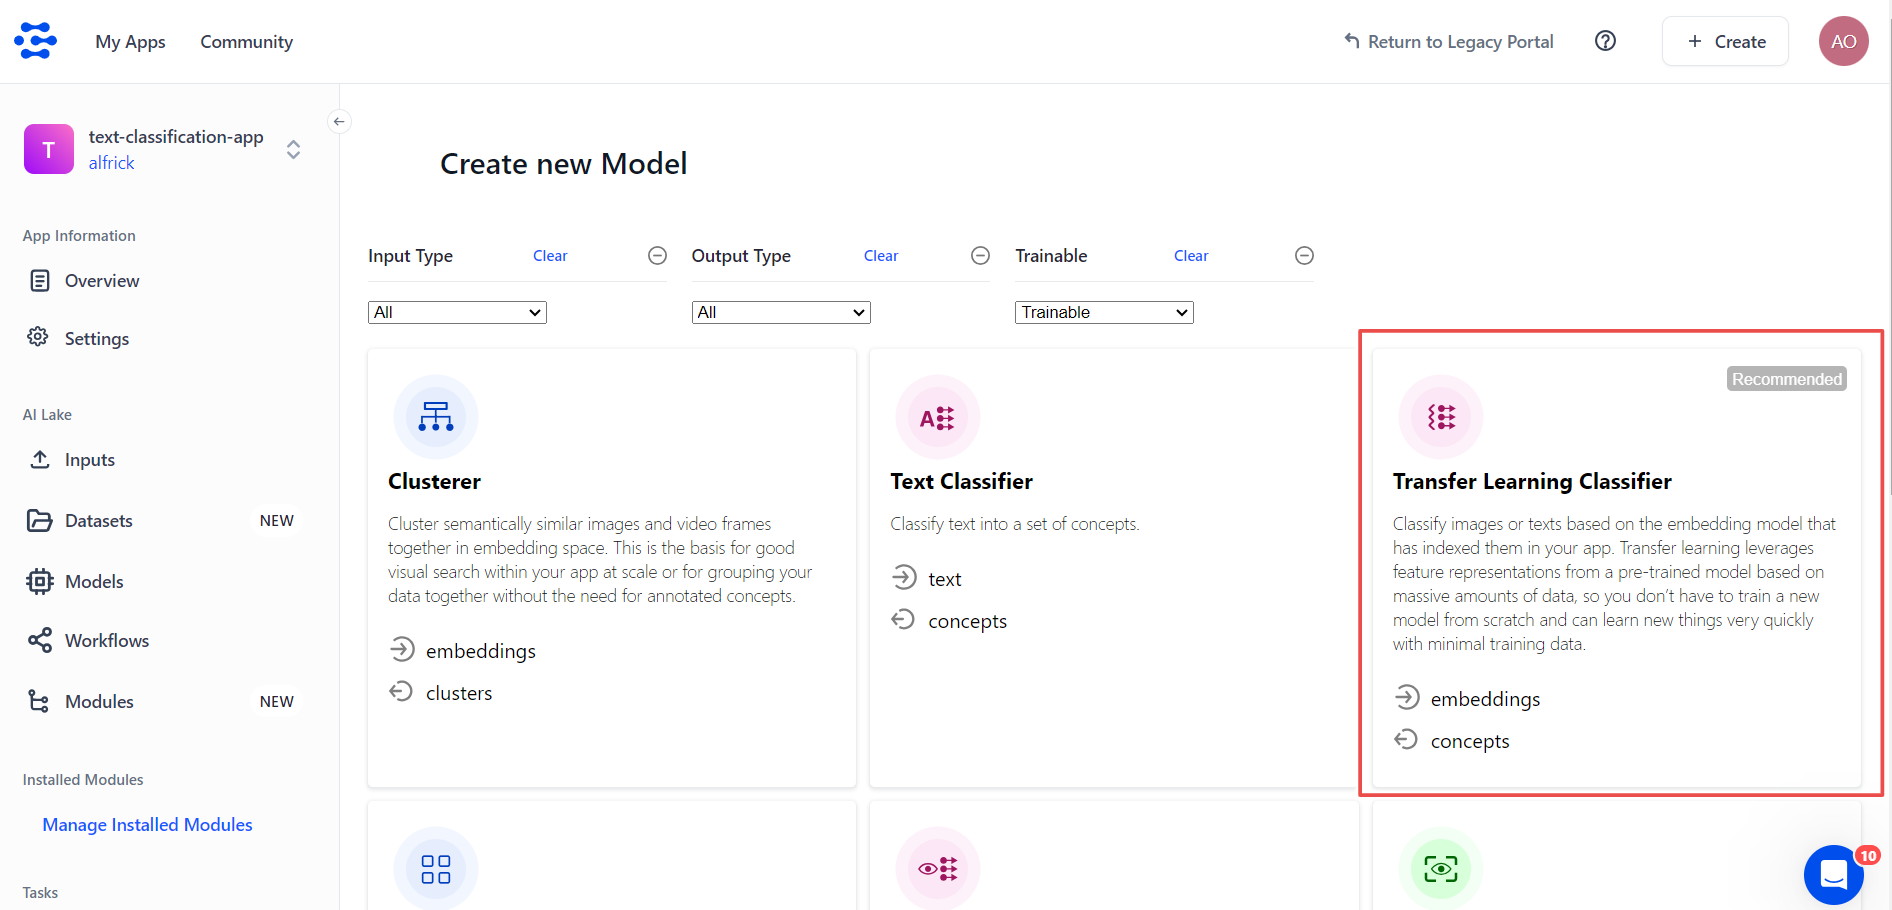 My Apps
Community
Return to Legacy Portal
Create
AO
T
text-classification-app
alfrick
App Information
Overview
Settings
AI Lake
Inputs
Datasets
NEW
Models
Workflows
Modules
NEW
Installed Modules
Manage Installed Modules
Tasks
Create new Model
Input Type
Clear
All
Output Type
Clear
All
Trainable
Clear
Trainable
Clusterer
Cluster semantically similar images and video frames
together in embedding space. This is the basis for good
visual search within your app at scale or for grouping your
data together without the need for annotated concepts.
embeddings
clusters
A
Text Classifier
Classify text into a set of concepts.
text
concepts
Recommended
Transfer Learning Classifier
Classify images or texts based on the embedding model that
has indexed them in your app. Transfer learning leverages
feature representations from a pre-trained model based on
massive amounts of data, so you don’t have to train a new
model from scratch and can learn new things very quickly
with minimal training data.
embeddings
concepts
10